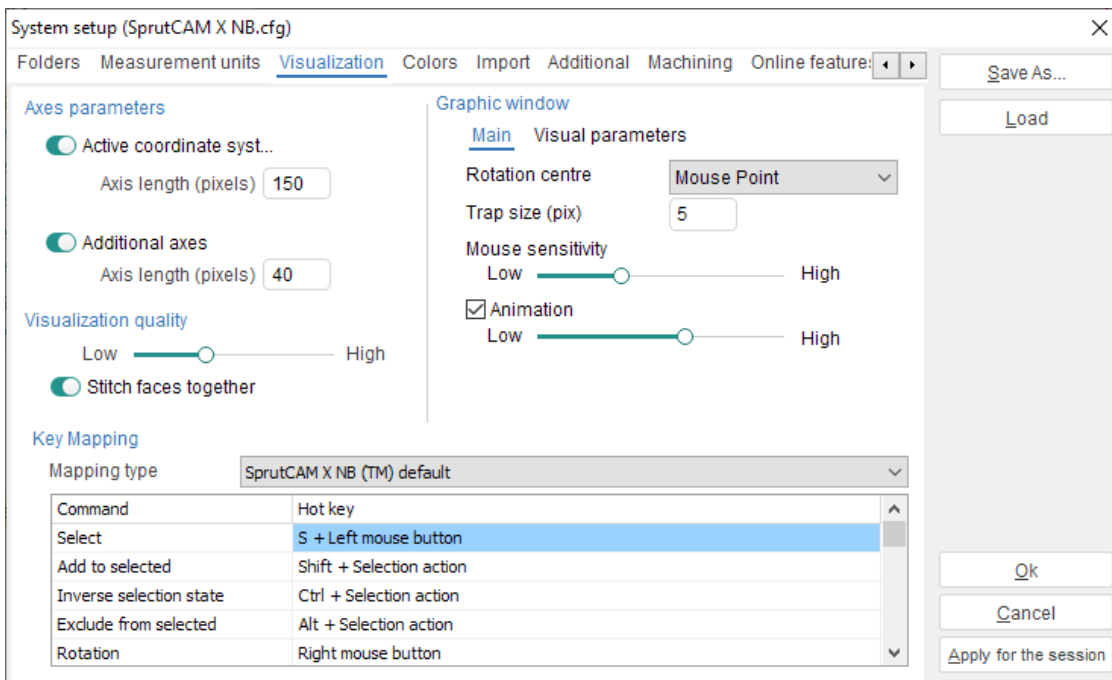 System setup (SprutCAM X NB.cfg)
Folders Measurement units Visualization Colors Import Additional Machining Online feature
Save As...
Load
Axes parameters
Active coordinate syst...
Axis length (pixels) 150
Additional axes
Axis length (pixels) 40
Visualization quality
Low High
Stitch faces together
Graphic window
Main Visual parameters
Rotation centre Mouse Point
Trap size (pix) 5
Mouse sensitivity
Low High
Animation
Low High
Key Mapping
Mapping type SprutCAM X NB (TM) default
Command Hot key
Select S + Left mouse button
Add to selected Shift + Selection action
Inverse selection state Ctrl + Selection action
Exclude from selected Alt + Selection action
Rotation Right mouse button
Ok
Cancel
Apply for the session